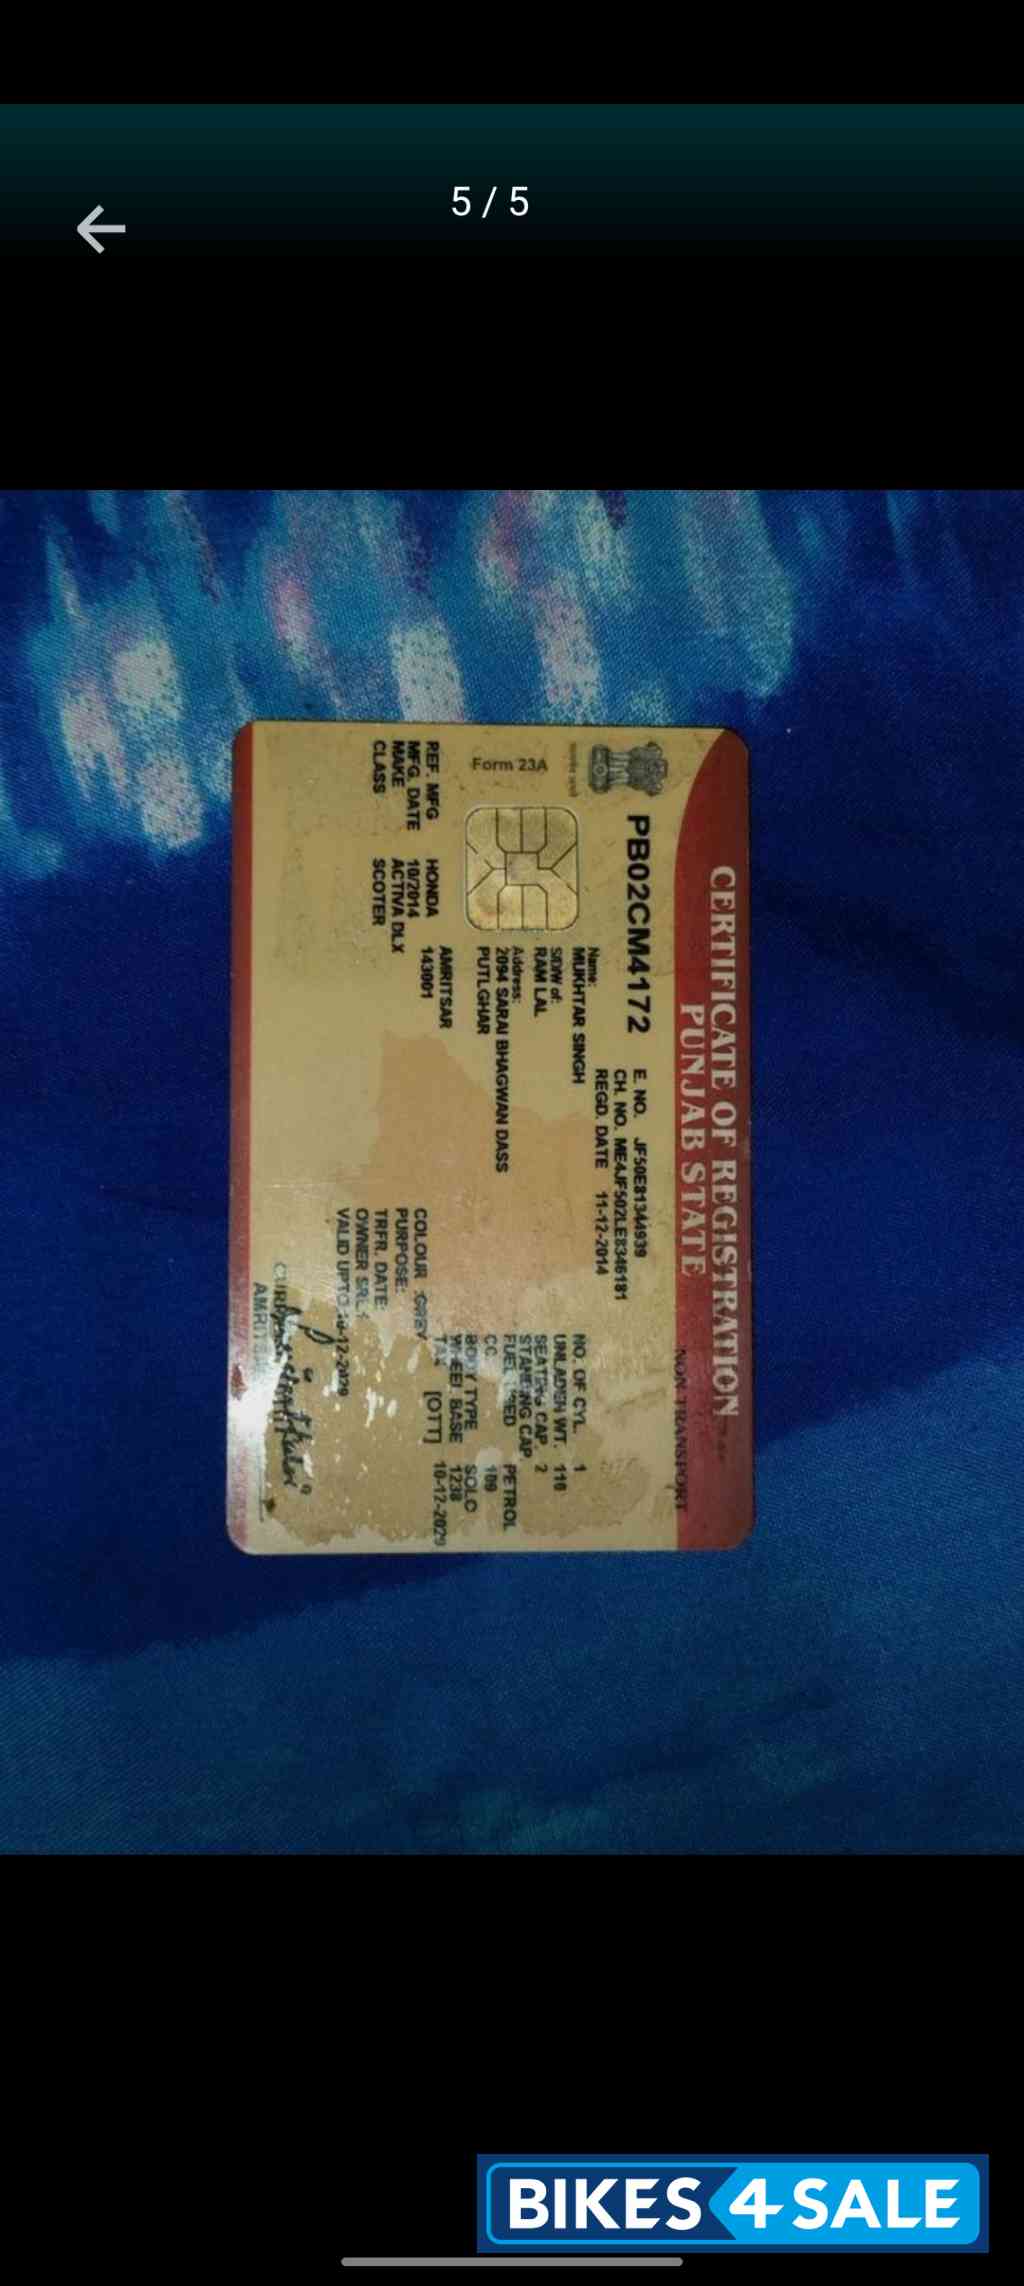 5 / 5
CERTIFICATE OF REGISTRATION
PUNJAB STATE
NON TRANSPORT
PB02CM4172
E. NO. JF50E81344939
CH. NO. ME4JF502LE8346181
REGD. DATE 11-12-2014
Form 23A
Name:
MUKHTAR SINGH
S/D/W of:
RAM LAL
Address:
2094 SARAI BHAGWAN DASS
PUTLGHAR
AMRITSAR
143001
NO. OF CYL. 1
UNLADEN WT. 110
SEATING CAP. 2
STANDING CAP.
FUEL USED PETROL
CC 109
BODY TYPE SOLO
WHEEL BASE 1238
TAX [OTT] 10-12-2029
REF. MFG HONDA
MFG. DATE 10/2014
MAKE ACTIVA DLX
CLASS SCOTER
COLOUR :GREY
PURPOSE:
TRFR. DATE:
OWNER SRL
VALID UPTO 10-12-2029
BIKES4SALE